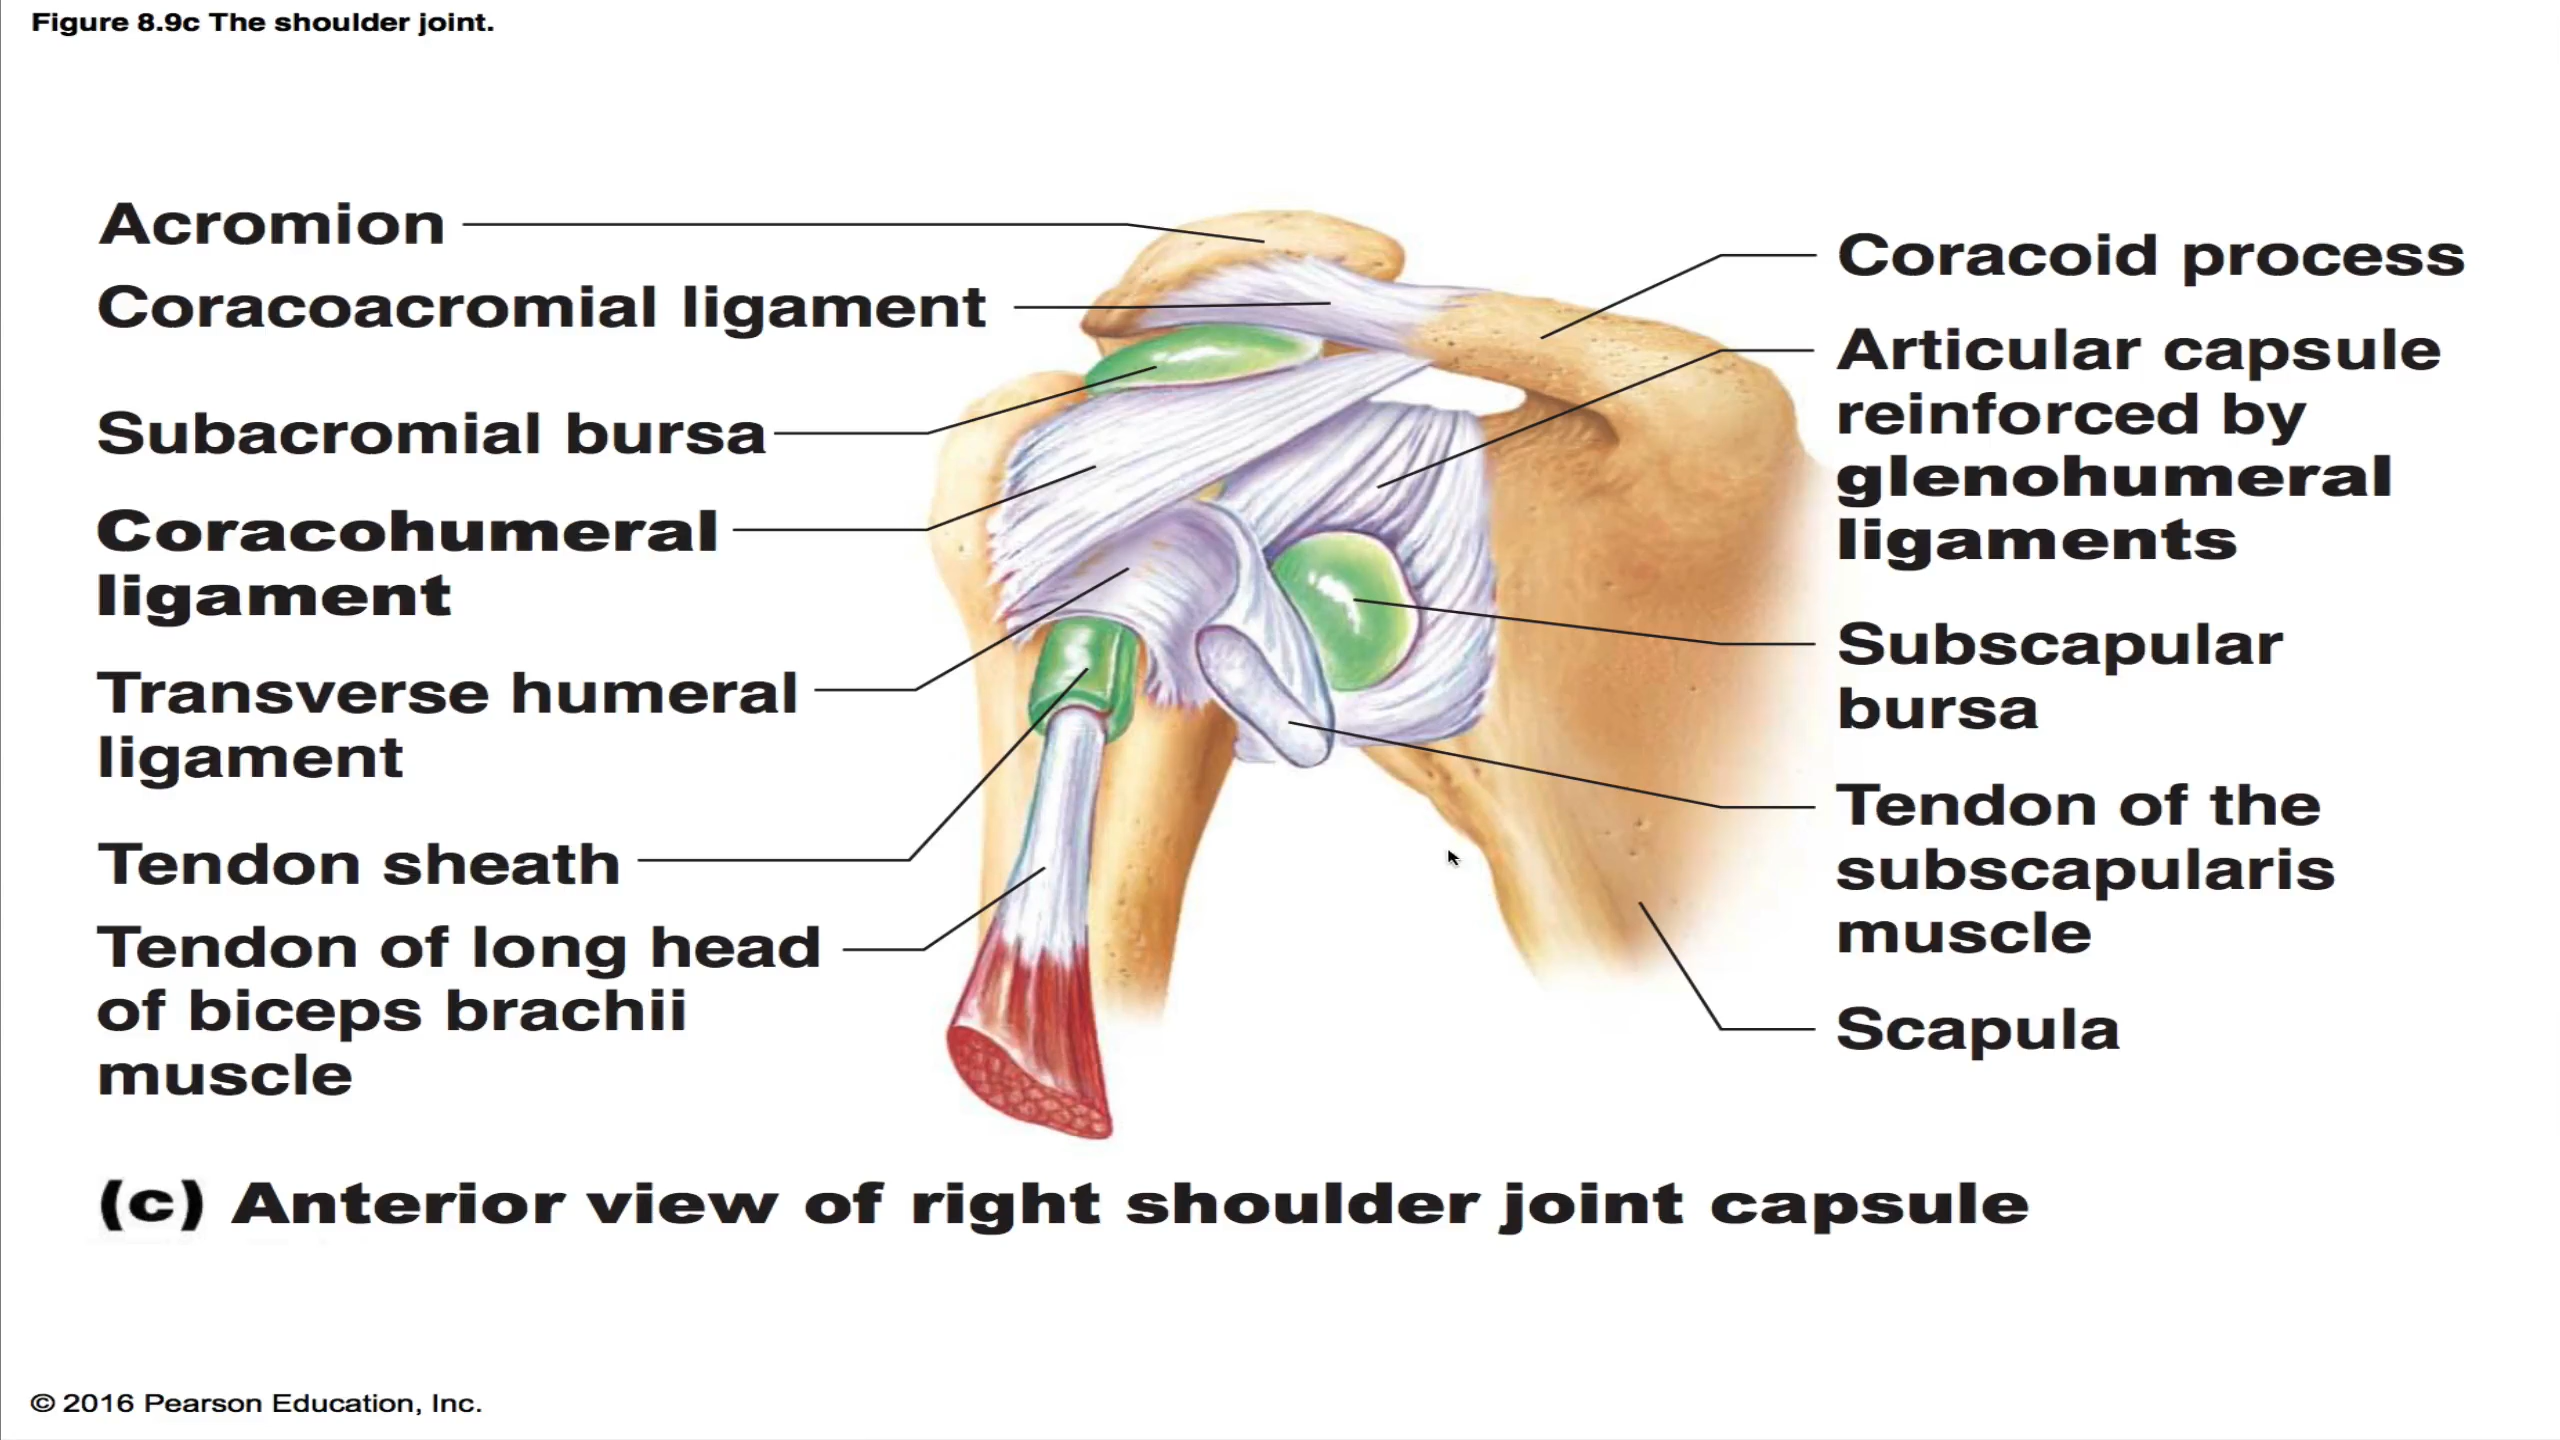 Figure 8.9c The shoulder joint.
Acromion
Coracoacromial ligament
Subacromial bursa
Coracohumeral
ligament
Transverse humeral
ligament
Tendon sheath
Tendon of long head
of biceps brachii
muscle
Coracoid process
Articular capsule
reinforced by
glenohumeral
ligaments
Subscapular
bursa
Tendon of the
subscapularis
muscle
Scapula
(c) Anterior view of right shoulder joint capsule
© 2016 Pearson Education, Inc.